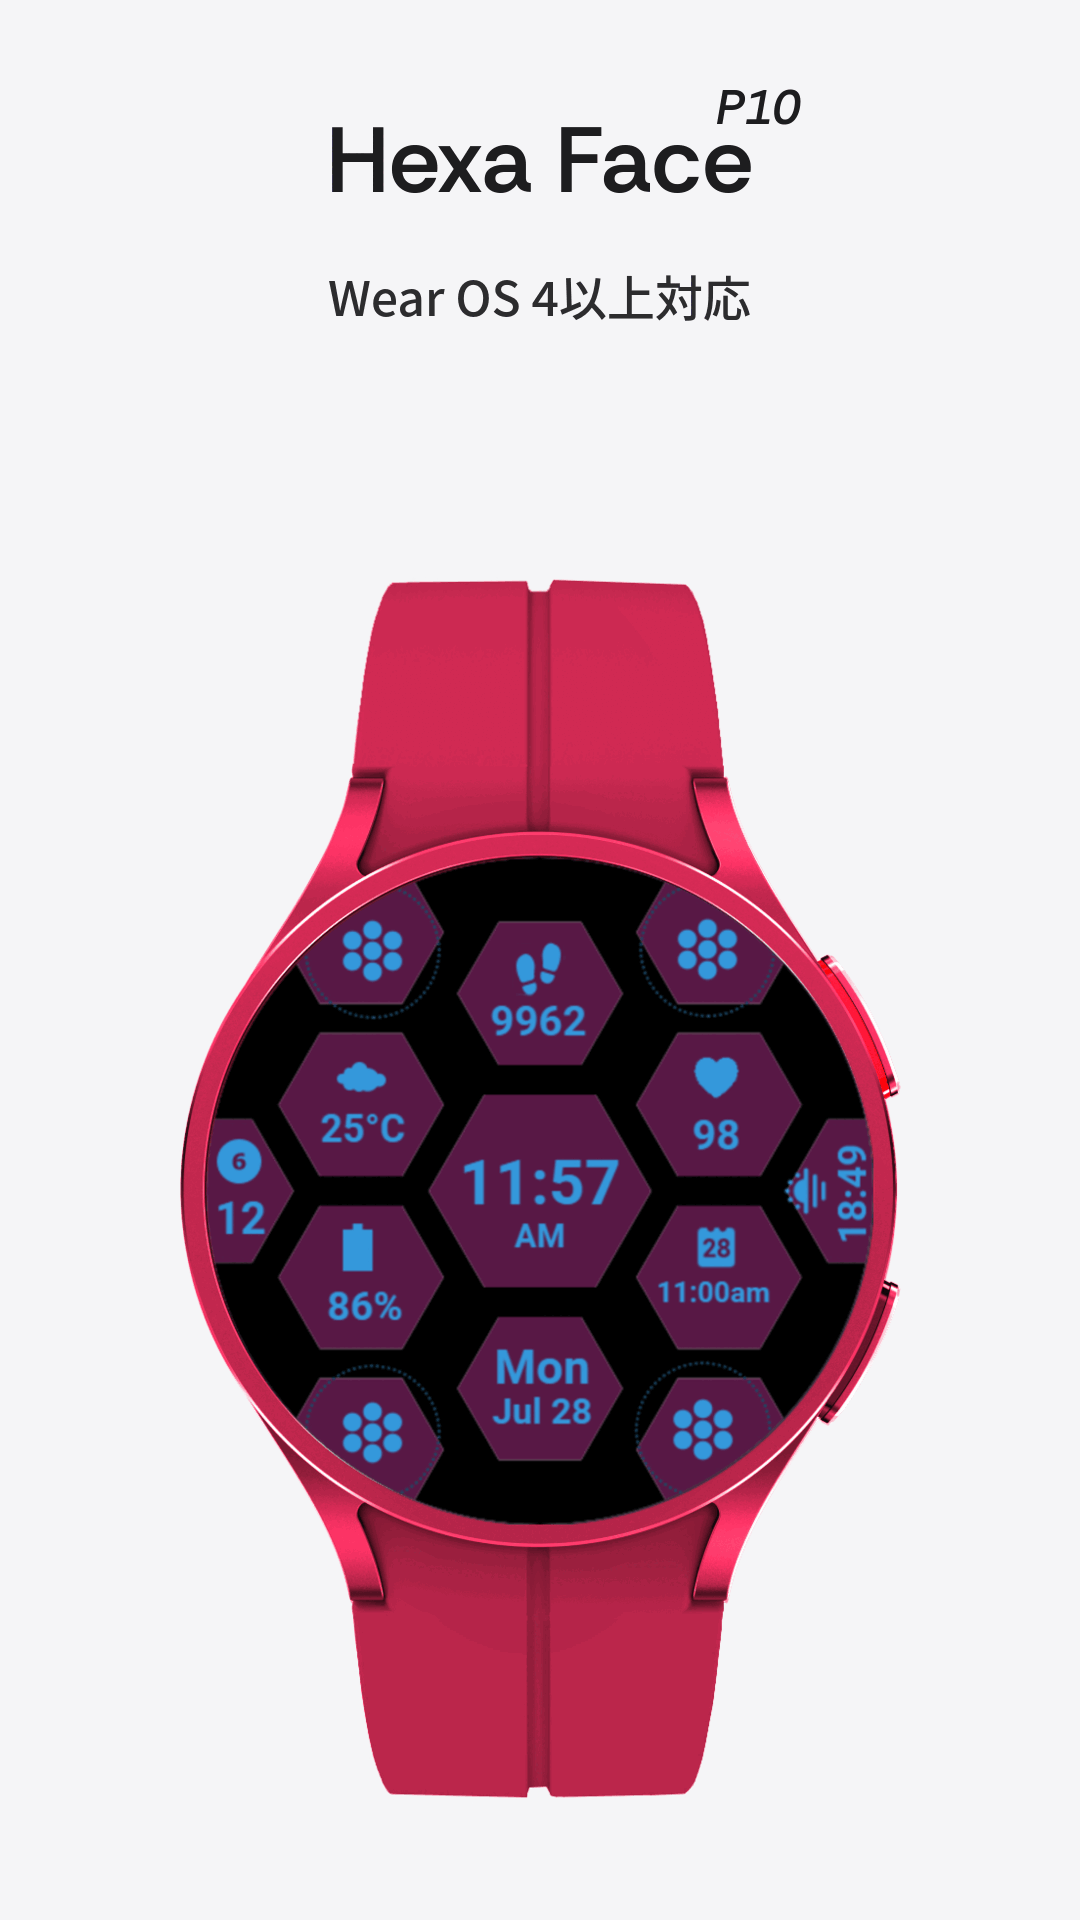 P10
Hexa Face
Wear OS 4以上対応
9962
25°C
98
6
12
11:57
AM
18:49
86%
28
11:00am
Mon
Jul 28